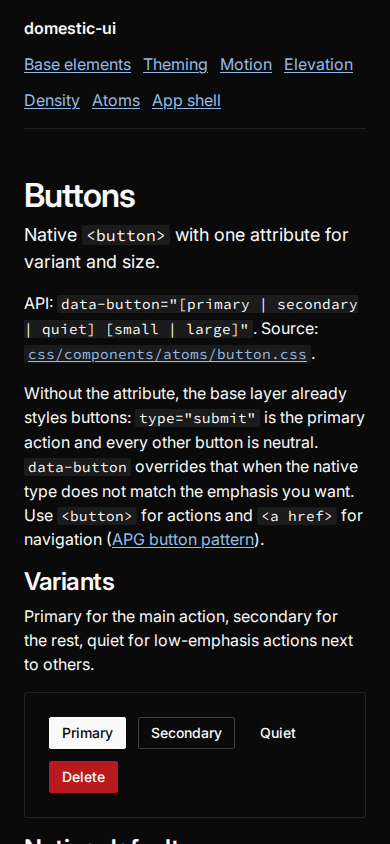 domestic-ui
Base elements Theming Motion Elevation
Density Atoms App shell
Buttons
Native <button> with one attribute for
variant and size.
API: data-button="[primary | secondary
| quiet] [small | large]". Source:
css/components/atoms/button.css.
Without the attribute, the base layer already
styles buttons: type="submit" is the primary
action and every other button is neutral.
data-button overrides that when the native
type does not match the emphasis you want.
Use <button> for actions and <a href> for
navigation (APG button pattern).
Variants
Primary for the main action, secondary for
the rest, quiet for low-emphasis actions next
to others.
Primary Secondary Quiet
Delete